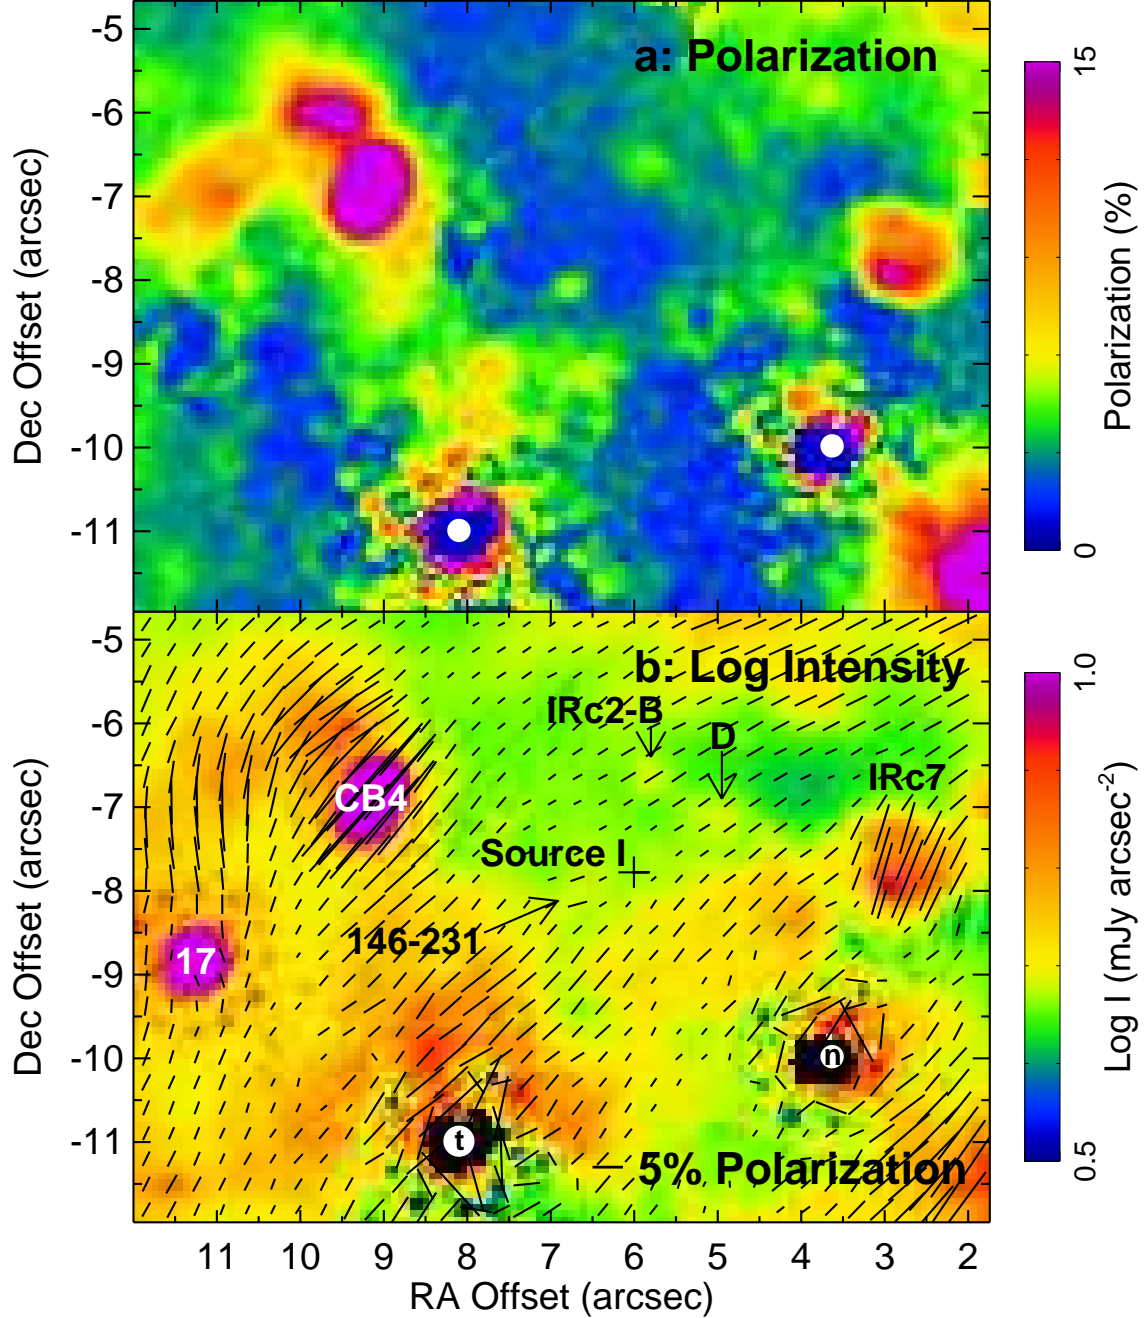 a: Polarization
-5
-6
-7
-8
-9
-10
-11
Dec Offset (arcsec)
15
0
Polarization (%)
b: Log Intensity
IRc2-B
D
IRc7
CB4
Source I
146-231
17
n
t
5% Polarization
-5
-6
-7
-8
-9
-10
-11
Dec Offset (arcsec)
1.0
0.5
Log I (mJy arcsec⁻²)
11 10 9 8 7 6 5 4 3 2
RA Offset (arcsec)